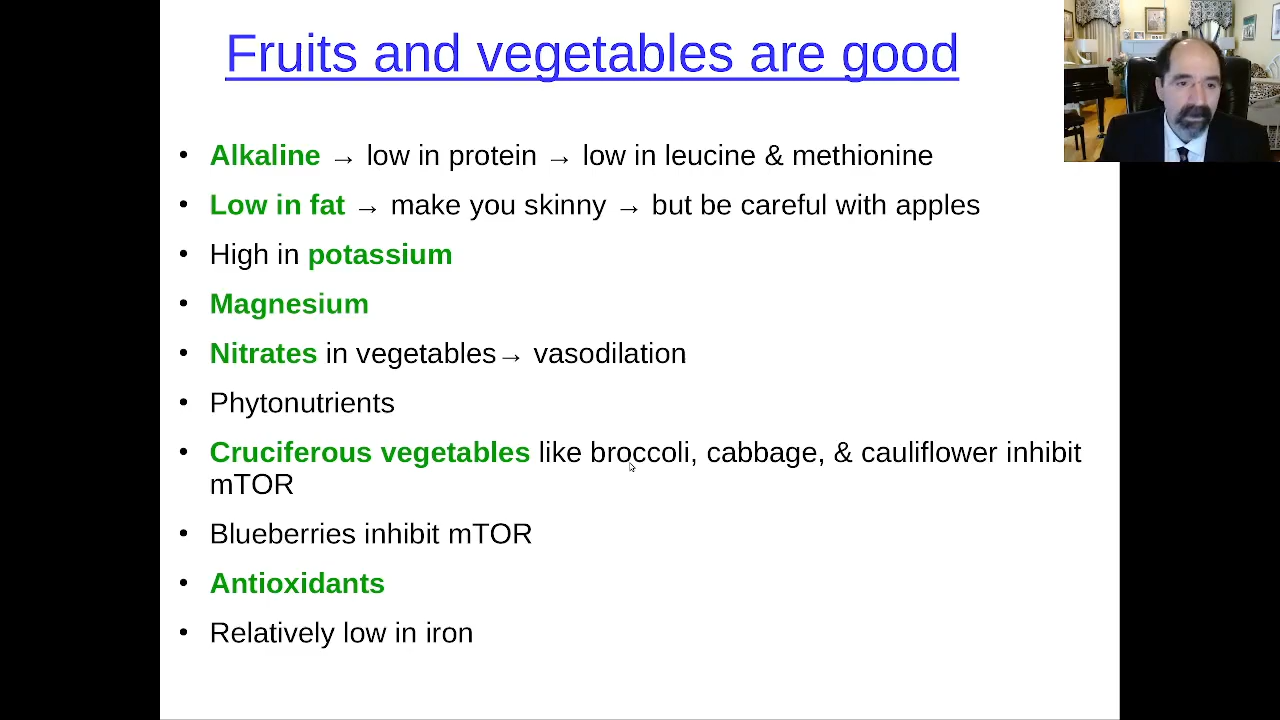 Fruits and vegetables are good
• Alkaline → low in protein → low in leucine & methionine
• Low in fat → make you skinny → but be careful with apples
• High in potassium
• Magnesium
• Nitrates in vegetables→ vasodilation
• Phytonutrients
• Cruciferous vegetables like broccoli, cabbage, & cauliflower inhibit
mTOR
• Blueberries inhibit mTOR
• Antioxidants
• Relatively low in iron